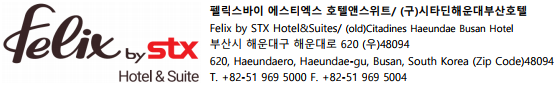 felix by stx
Hotel & Suite
펠릭스바이 에스티엑스 호텔앤스위트/ (구)시타딘해운대부산호텔
Felix by STX Hotel&Suites/ (old)Citadines Haeundae Busan Hotel
부산시 해운대구 해운대로 620 (우)48094
620, Haeundaero, Haeundae-gu, Busan, South Korea (Zip Code)48094
T. +82-51 969 5000 F. +82-51 969 5004